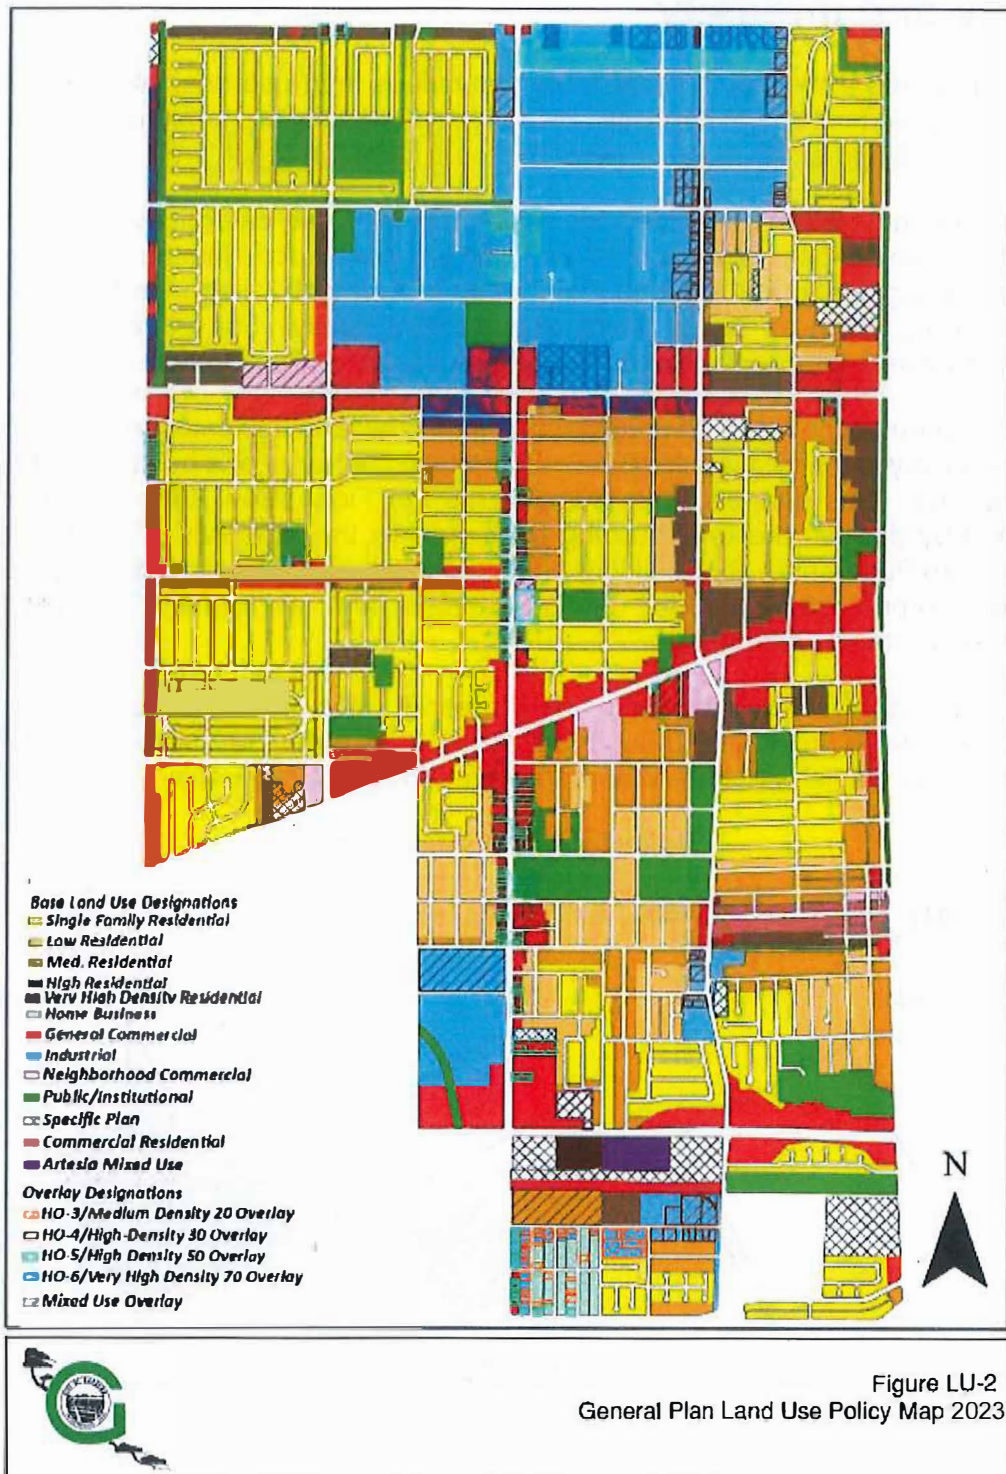 N
Base Land Use Designations
Single Family Residential
Low Residential
Med. Residential
High Residential
Very High Density Residential
Home Business
General Commercial
Industrial
Neighborhood Commercial
Public/Institutional
Specific Plan
Commercial Residential
Artesia Mixed Use
Overlay Designations
HO-3/Medium Density 20 Overlay
HO-4/High-Density 30 Overlay
HO-5/High Density 50 Overlay
HO-6/Very High Density 70 Overlay
Mixed Use Overlay
G
Figure LU-2
General Plan Land Use Policy Map 2023